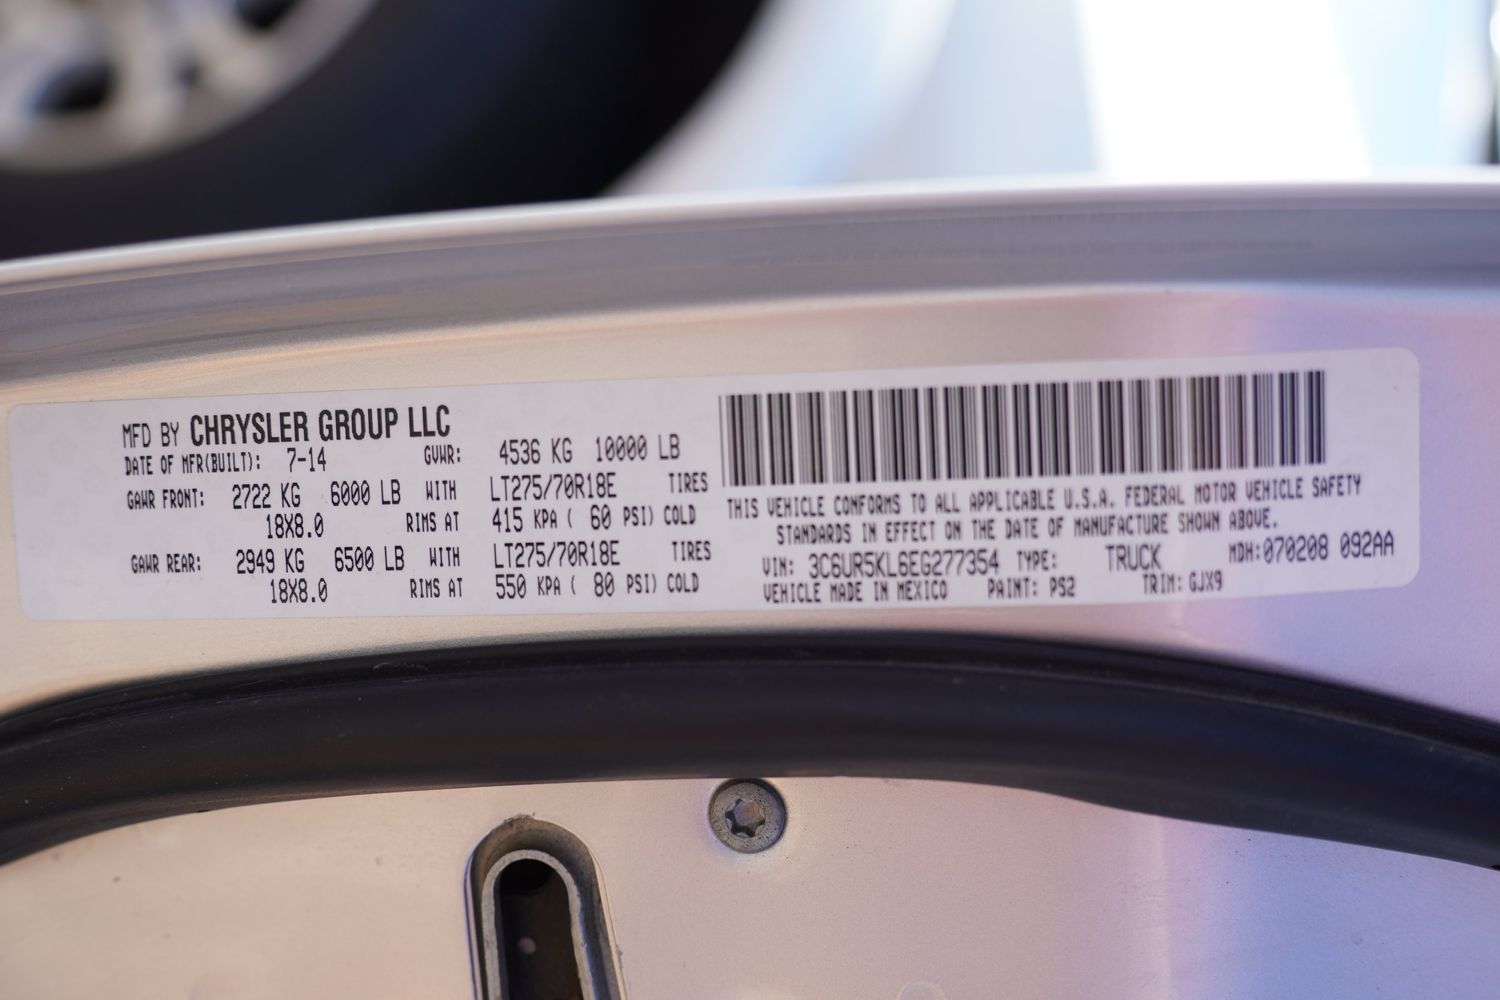 MFD BY CHRYSLER GROUP LLC
DATE OF MFR(BUILT): 7-14 GVWR: 4536 KG 10000 LB
GAWR FRONT: 2722 KG 6000 LB WITH LT275/70R18E TIRES
18X8.0 RIMS AT 415 KPA ( 60 PSI) COLD
GAWR REAR: 2949 KG 6500 LB WITH LT275/70R18E TIRES
18X8.0 RIMS AT 550 KPA ( 80 PSI) COLD
THIS VEHICLE CONFORMS TO ALL APPLICABLE U.S.A. FEDERAL MOTOR VEHICLE SAFETY
STANDARDS IN EFFECT ON THE DATE OF MANUFACTURE SHOWN ABOVE.
VIN: 3C6UR5KL6EG277354 TYPE: TRUCK MDH:070208 092AA
VEHICLE MADE IN MEXICO PAINT: PS2 TRIM: GJX9